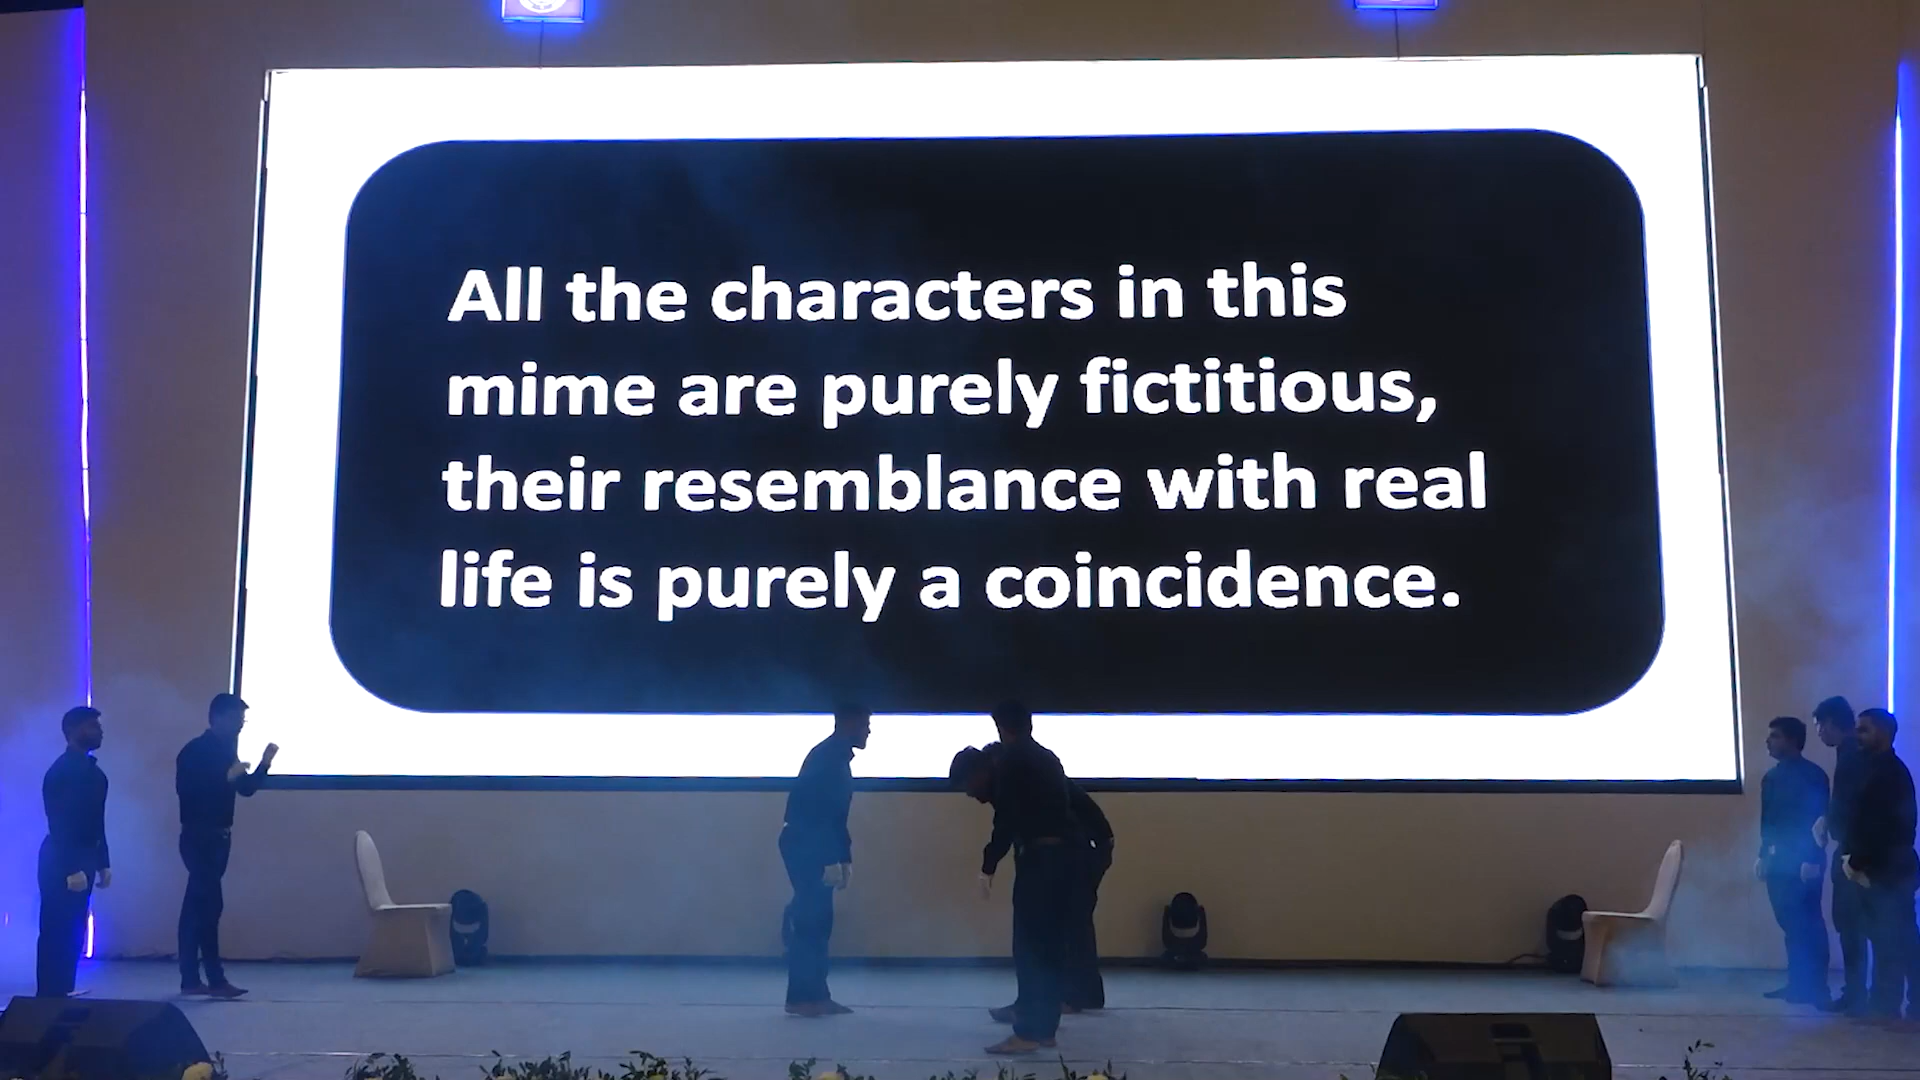 All the characters in this
mime are purely fictitious,
their resemblance with real
life is purely a coincidence.